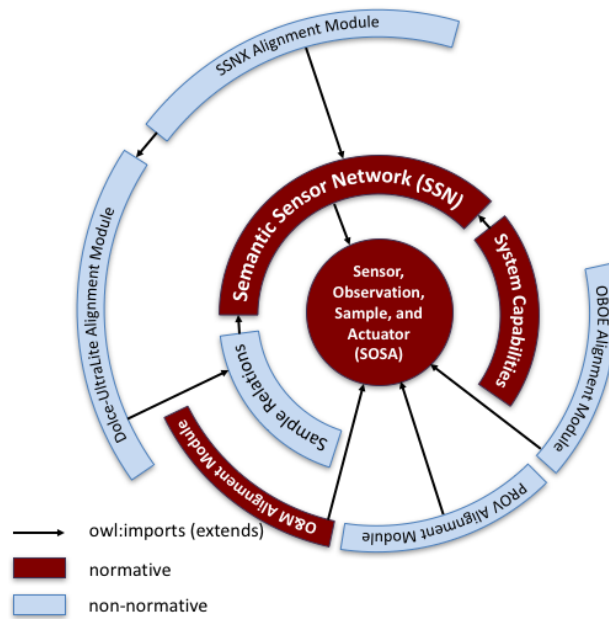 SSNX Alignment Module
Semantic Sensor Network (SSN)
System Capabilities
Dolce-UltraLite Alignment Module
Sensor,
Observation,
Sample, and
Actuator
(SOSA)
OBOE Alignment Module
Sample Relations
O&M Alignment Module
PROV Alignment Module
owl:imports (extends)
normative
non-normative